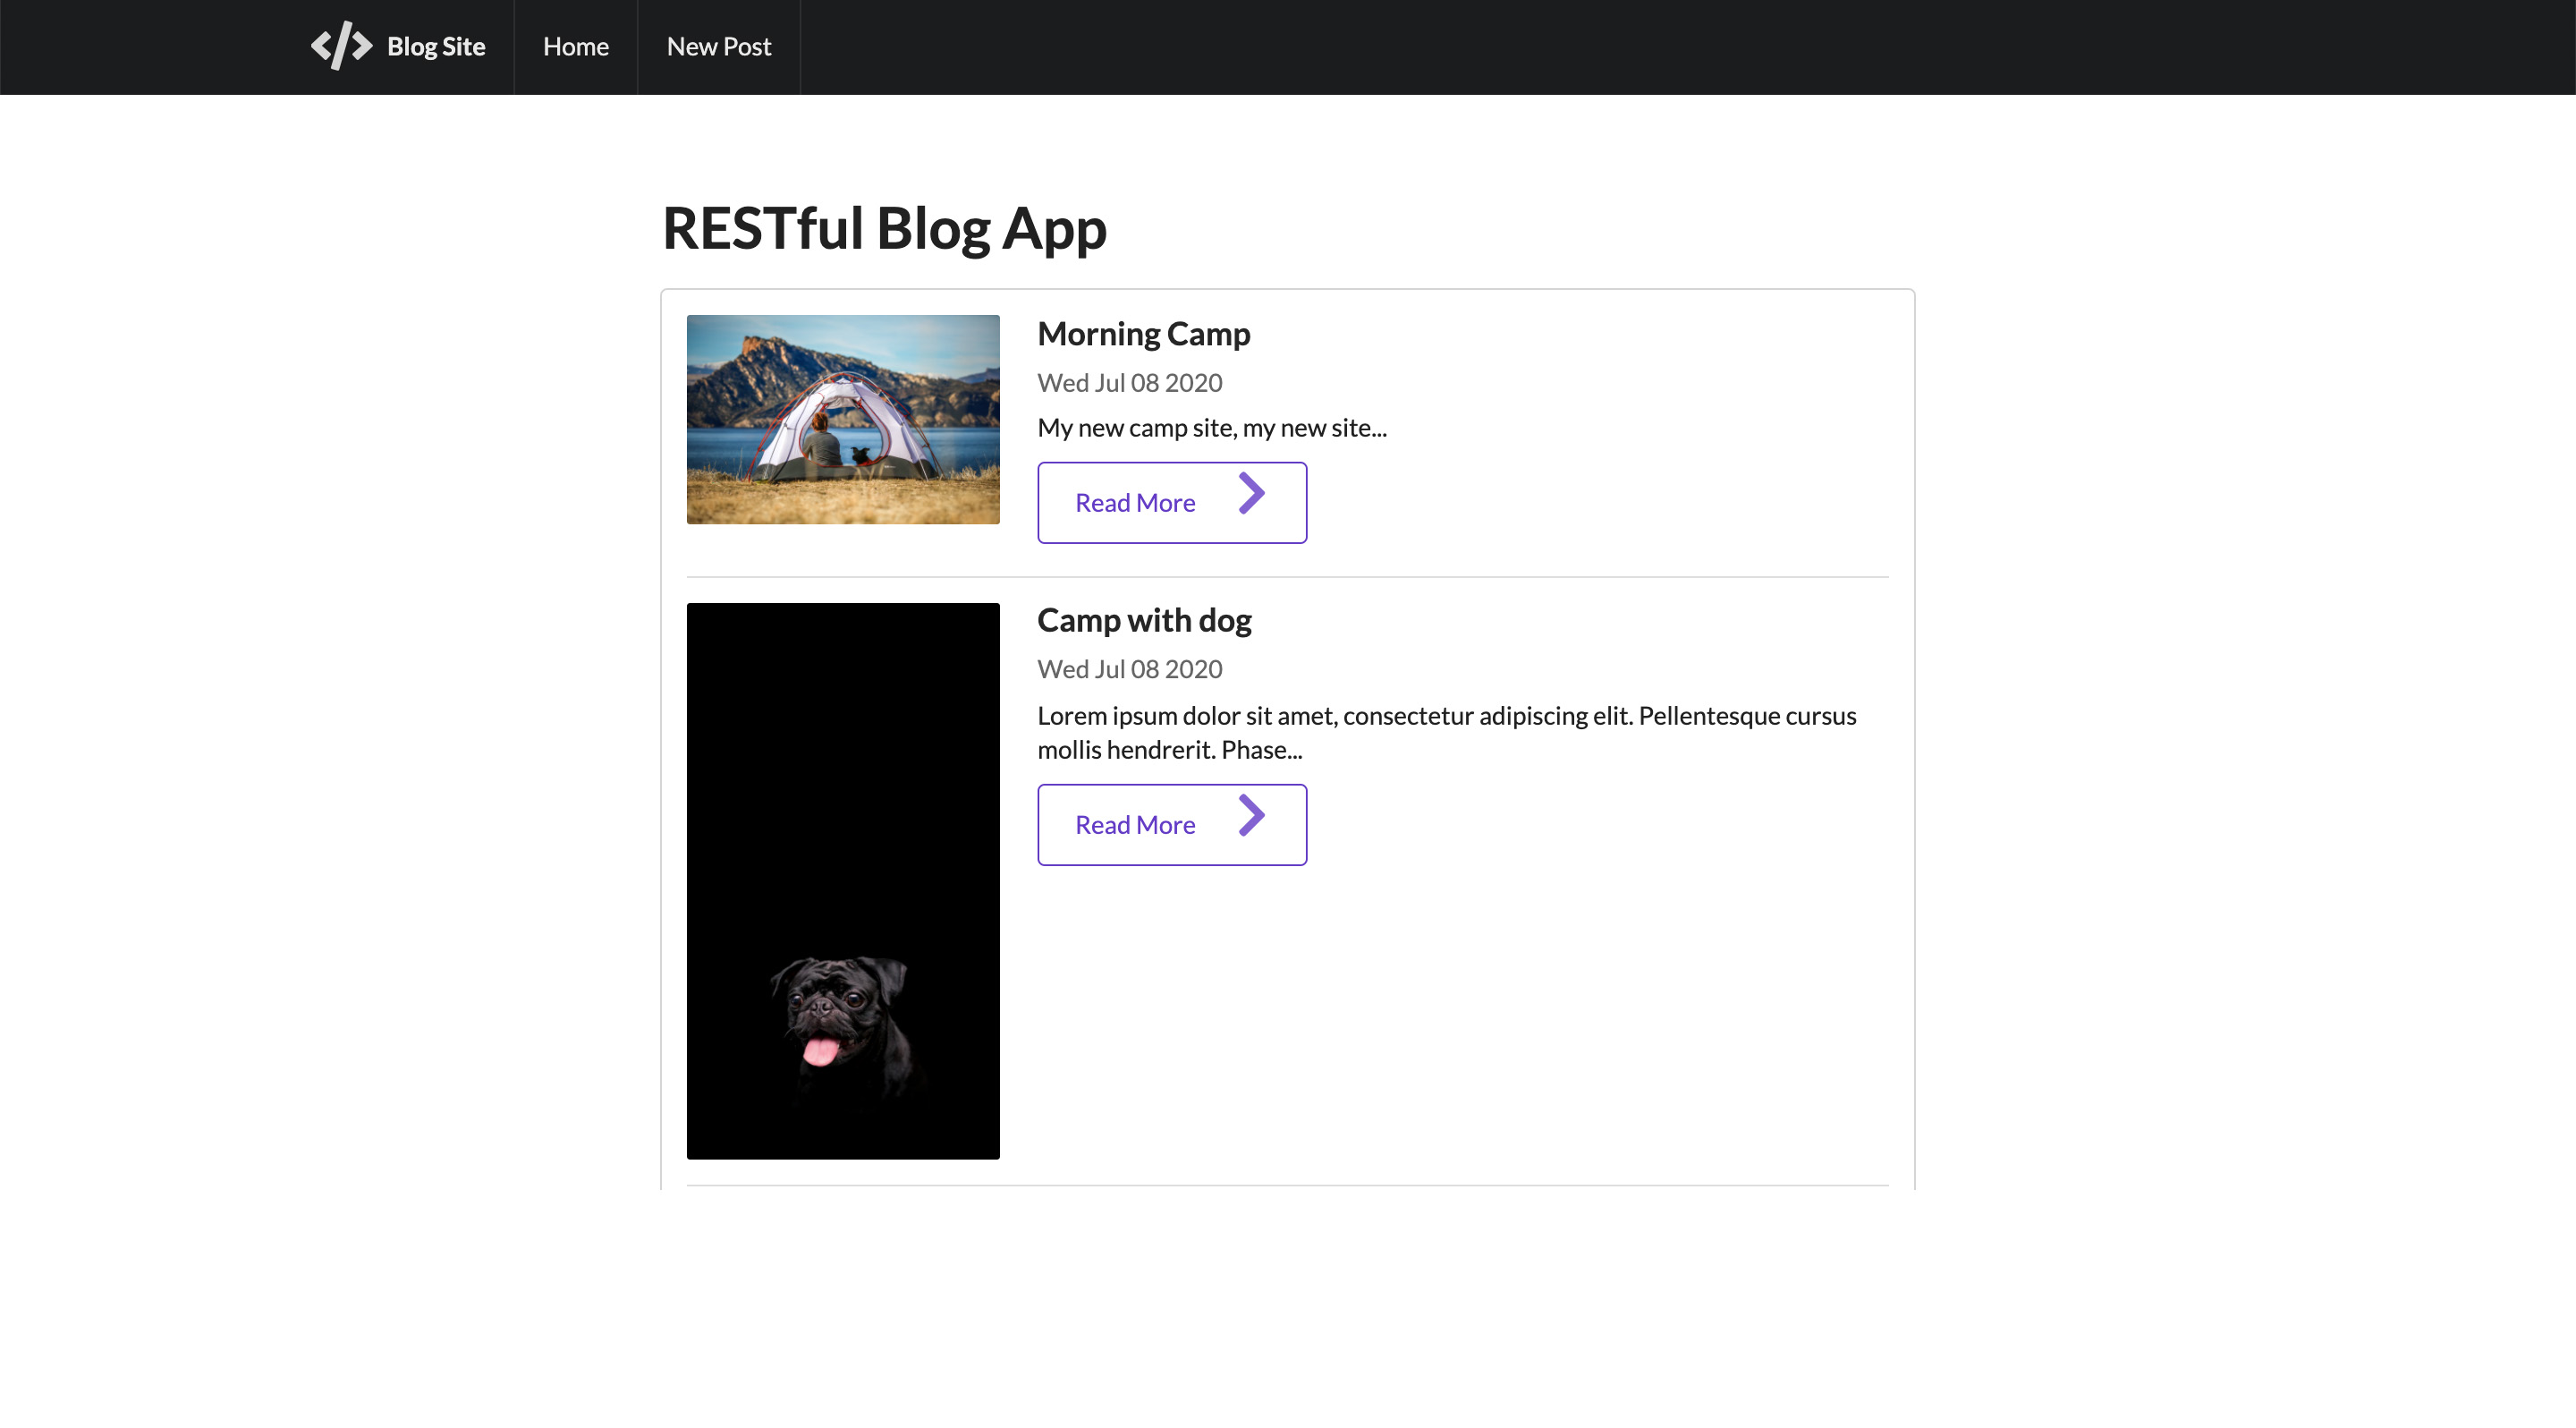 Blog Site
Home
New Post
RESTful Blog App
Morning Camp
Wed Jul 08 2020
My new camp site, my new site...
Read More
Camp with dog
Wed Jul 08 2020
Lorem ipsum dolor sit amet, consectetur adipiscing elit. Pellentesque cursus
mollis hendrerit. Phase...
Read More